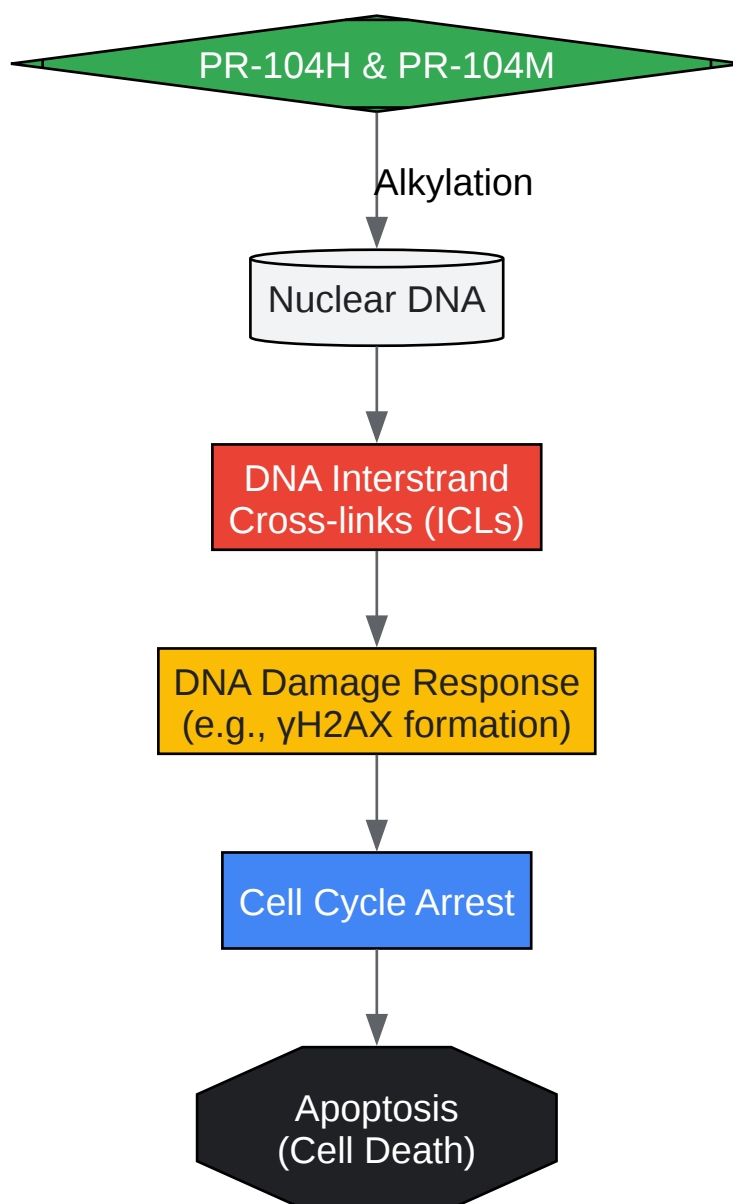 PR-104H & PR-104M
Alkylation
Nuclear DNA
DNA Interstrand
Cross-links (ICLs)
DNA Damage Response
(e.g., γH2AX formation)
Cell Cycle Arrest
Apoptosis
(Cell Death)